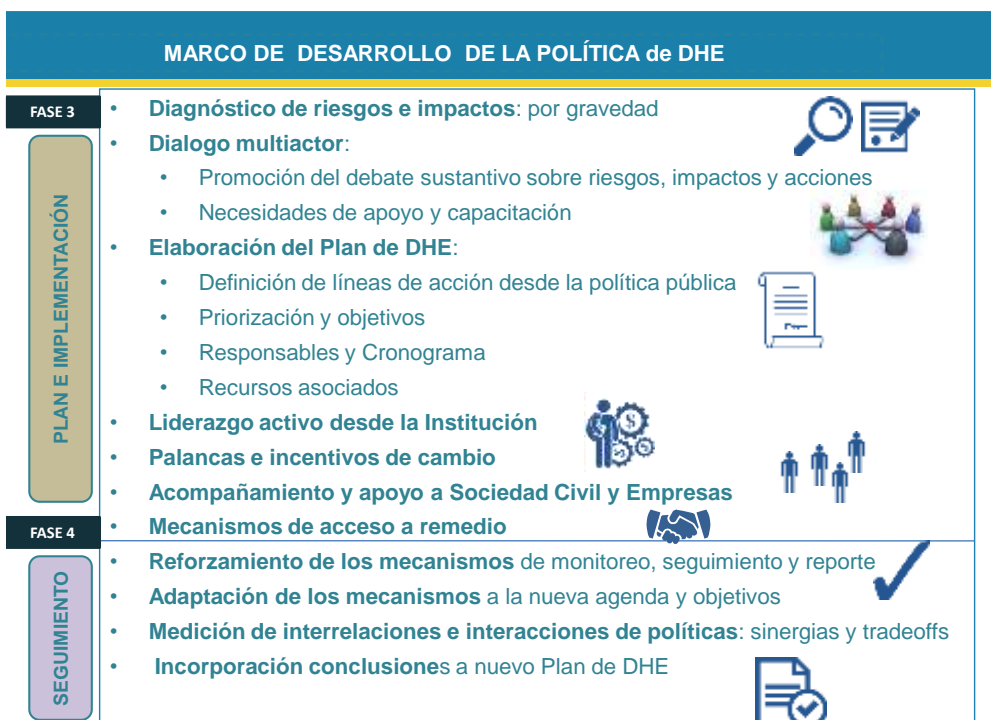 MARCO DE DESARROLLO DE LA POLÍTICA de DHE
FASE 3
PLAN E IMPLEMENTACIÓN
• Diagnóstico de riesgos e impactos: por gravedad
• Dialogo multiactor:
• Promoción del debate sustantivo sobre riesgos, impactos y acciones
• Necesidades de apoyo y capacitación
• Elaboración del Plan de DHE:
• Definición de líneas de acción desde la política pública
• Priorización y objetivos
• Responsables y Cronograma
• Recursos asociados
• Liderazgo activo desde la Institución
• Palancas e incentivos de cambio
• Acompañamiento y apoyo a Sociedad Civil y Empresas
• Mecanismos de acceso a remedio
FASE 4
SEGUIMIENTO
• Reforzamiento de los mecanismos de monitoreo, seguimiento y reporte
• Adaptación de los mecanismos a la nueva agenda y objetivos
• Medición de interrelaciones e interacciones de políticas: sinergias y tradeoffs
• Incorporación conclusiones a nuevo Plan de DHE